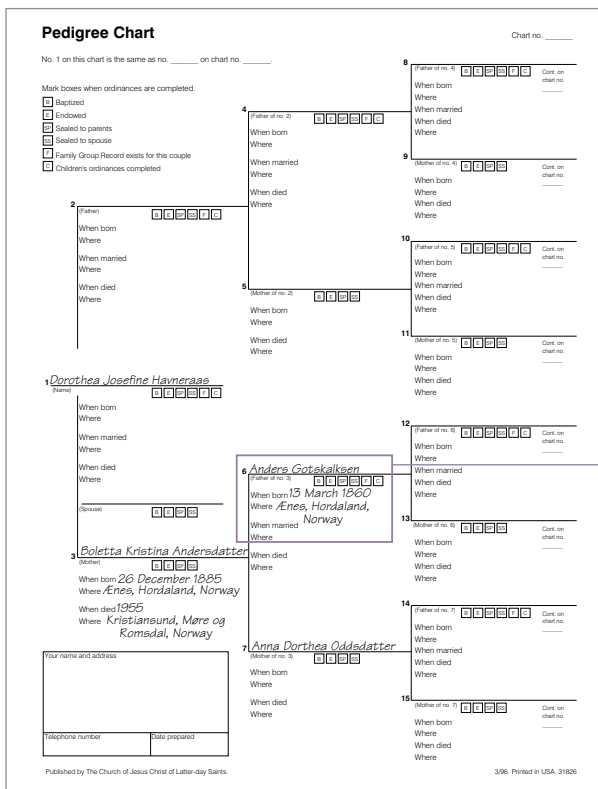 Pedigree Chart
Chart no. ______
No. 1 on this chart is the same as no. ______ on chart no. ______.
Mark boxes when ordinances are completed.
B Baptized
E Endowed
SP Sealed to parents
SS Sealed to spouse
F Family Group Record exists for this couple
C Children's ordinances completed
2
(Father) B E SP SS F C
When born
Where
When married
Where
When died
Where
1 Dorothea Josefine Havneraas
(Name) B E SP SS F C
When born
Where
When married
Where
When died
Where
(Spouse) B E SP SS
3 Boletta Kristina Andersdatter
(Mother) B E SP SS
When born 26 December 1885
Where Ænes, Hordaland, Norway
When died 1955
Where Kristiansund, Møre og
Romsdal, Norway
4
(Father of no. 2) B E SP SS F C
When born
Where
When married
Where
When died
Where
5
(Mother of no. 2) B E SP SS
When born
Where
When died
Where
6 Anders Gotskalksen
(Father of no. 3) B E SP SS F C
When born 13 March 1860
Where Ænes, Hordaland,
Norway
When married
Where
When died
Where
7 Anna Dorthea Oddsdatter
(Mother of no. 3) B E SP SS
When born
Where
When died
Where
8
(Father of no. 4) B E SP SS F C
Cont. on
chart no.
______
When born
Where
When married
When died
Where
9
(Mother of no. 4) B E SP SS
Cont. on
chart no.
______
When born
Where
When died
Where
10
(Father of no. 5) B E SP SS F C
Cont. on
chart no.
______
When born
Where
When married
When died
Where
11
(Mother of no. 5) B E SP SS
Cont. on
chart no.
______
When born
Where
When died
Where
12
(Father of no. 6) B E SP SS F C
Cont. on
chart no.
______
When born
Where
When married
When died
Where
13
(Mother of no. 6) B E SP SS
Cont. on
chart no.
______
When born
Where
When died
Where
14
(Father of no. 7) B E SP SS F C
Cont. on
chart no.
______
When born
Where
When married
When died
Where
15
(Mother of no. 7) B E SP SS
Cont. on
chart no.
______
When born
Where
When died
Where
Your name and address
Telephone number
Date prepared
Published by The Church of Jesus Christ of Latter-day Saints.
3/96. Printed in USA. 31826